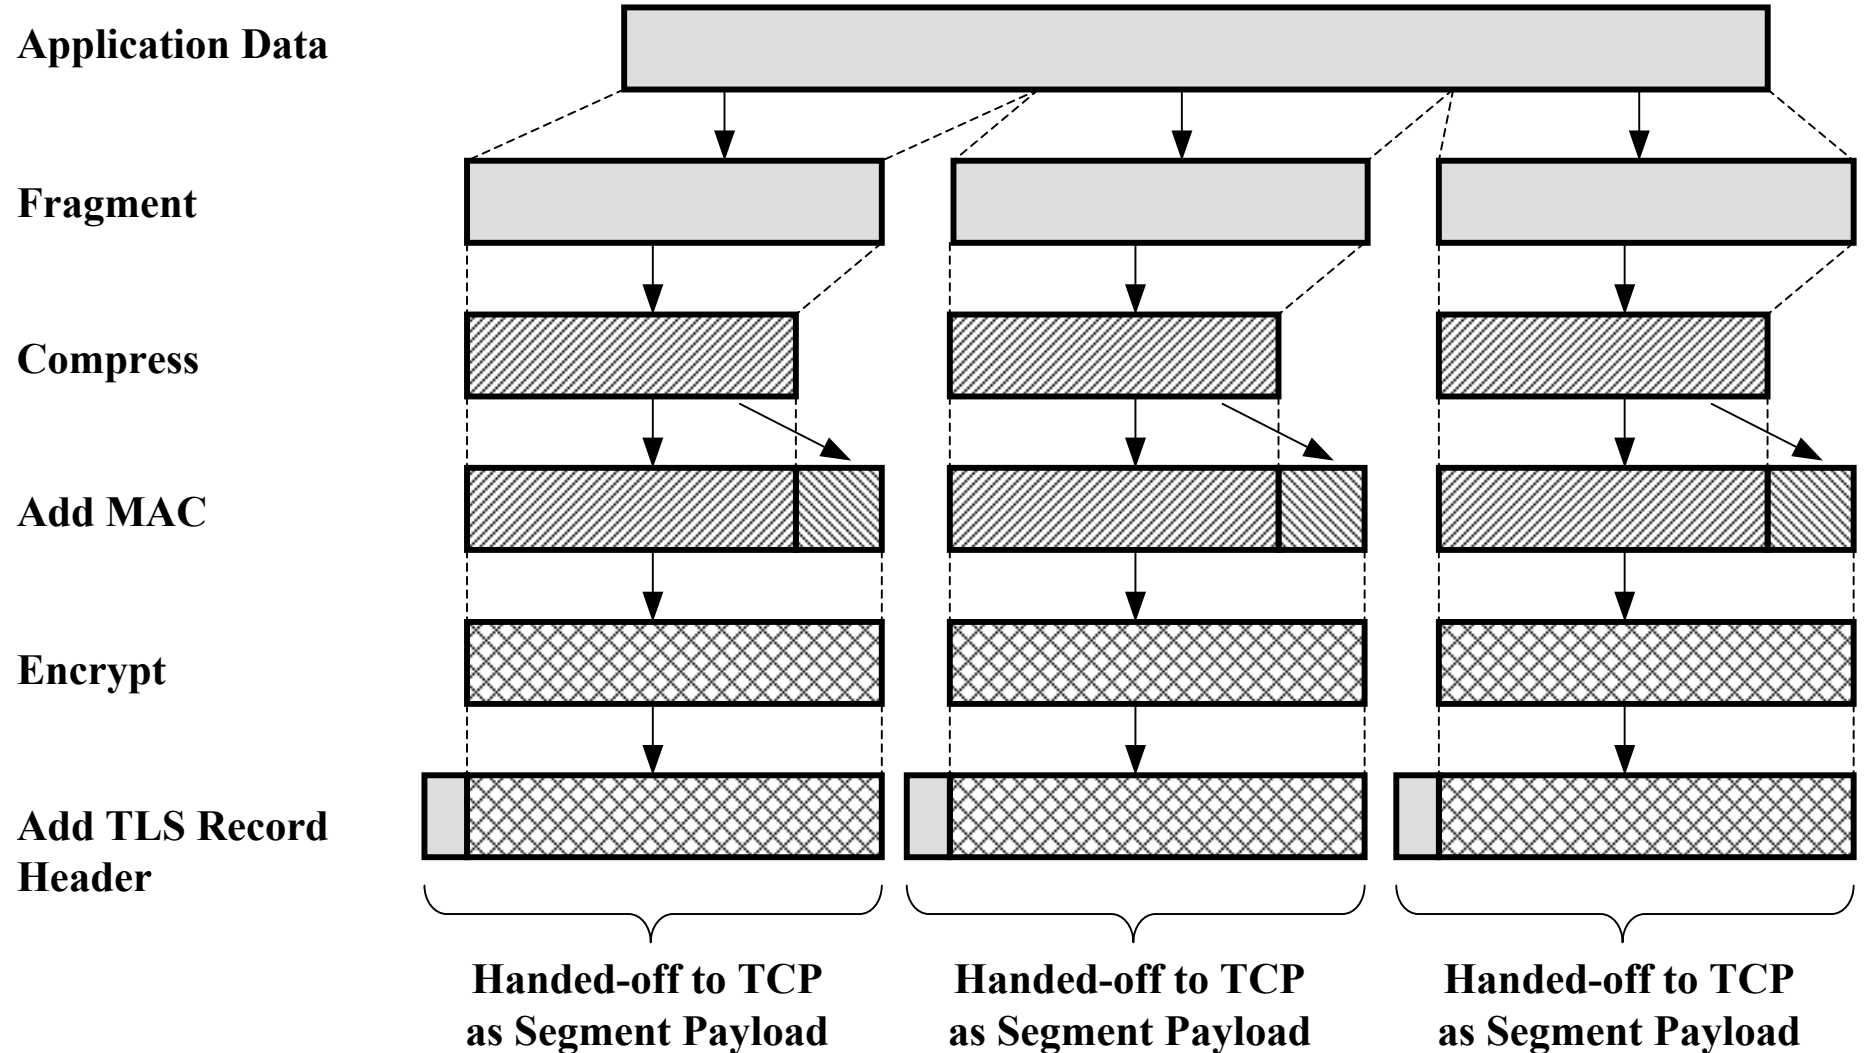 Application Data
Fragment
Compress
Add MAC
Encrypt
Add TLS Record
Header
Handed-off to TCP
as Segment Payload
Handed-off to TCP
as Segment Payload
Handed-off to TCP
as Segment Payload